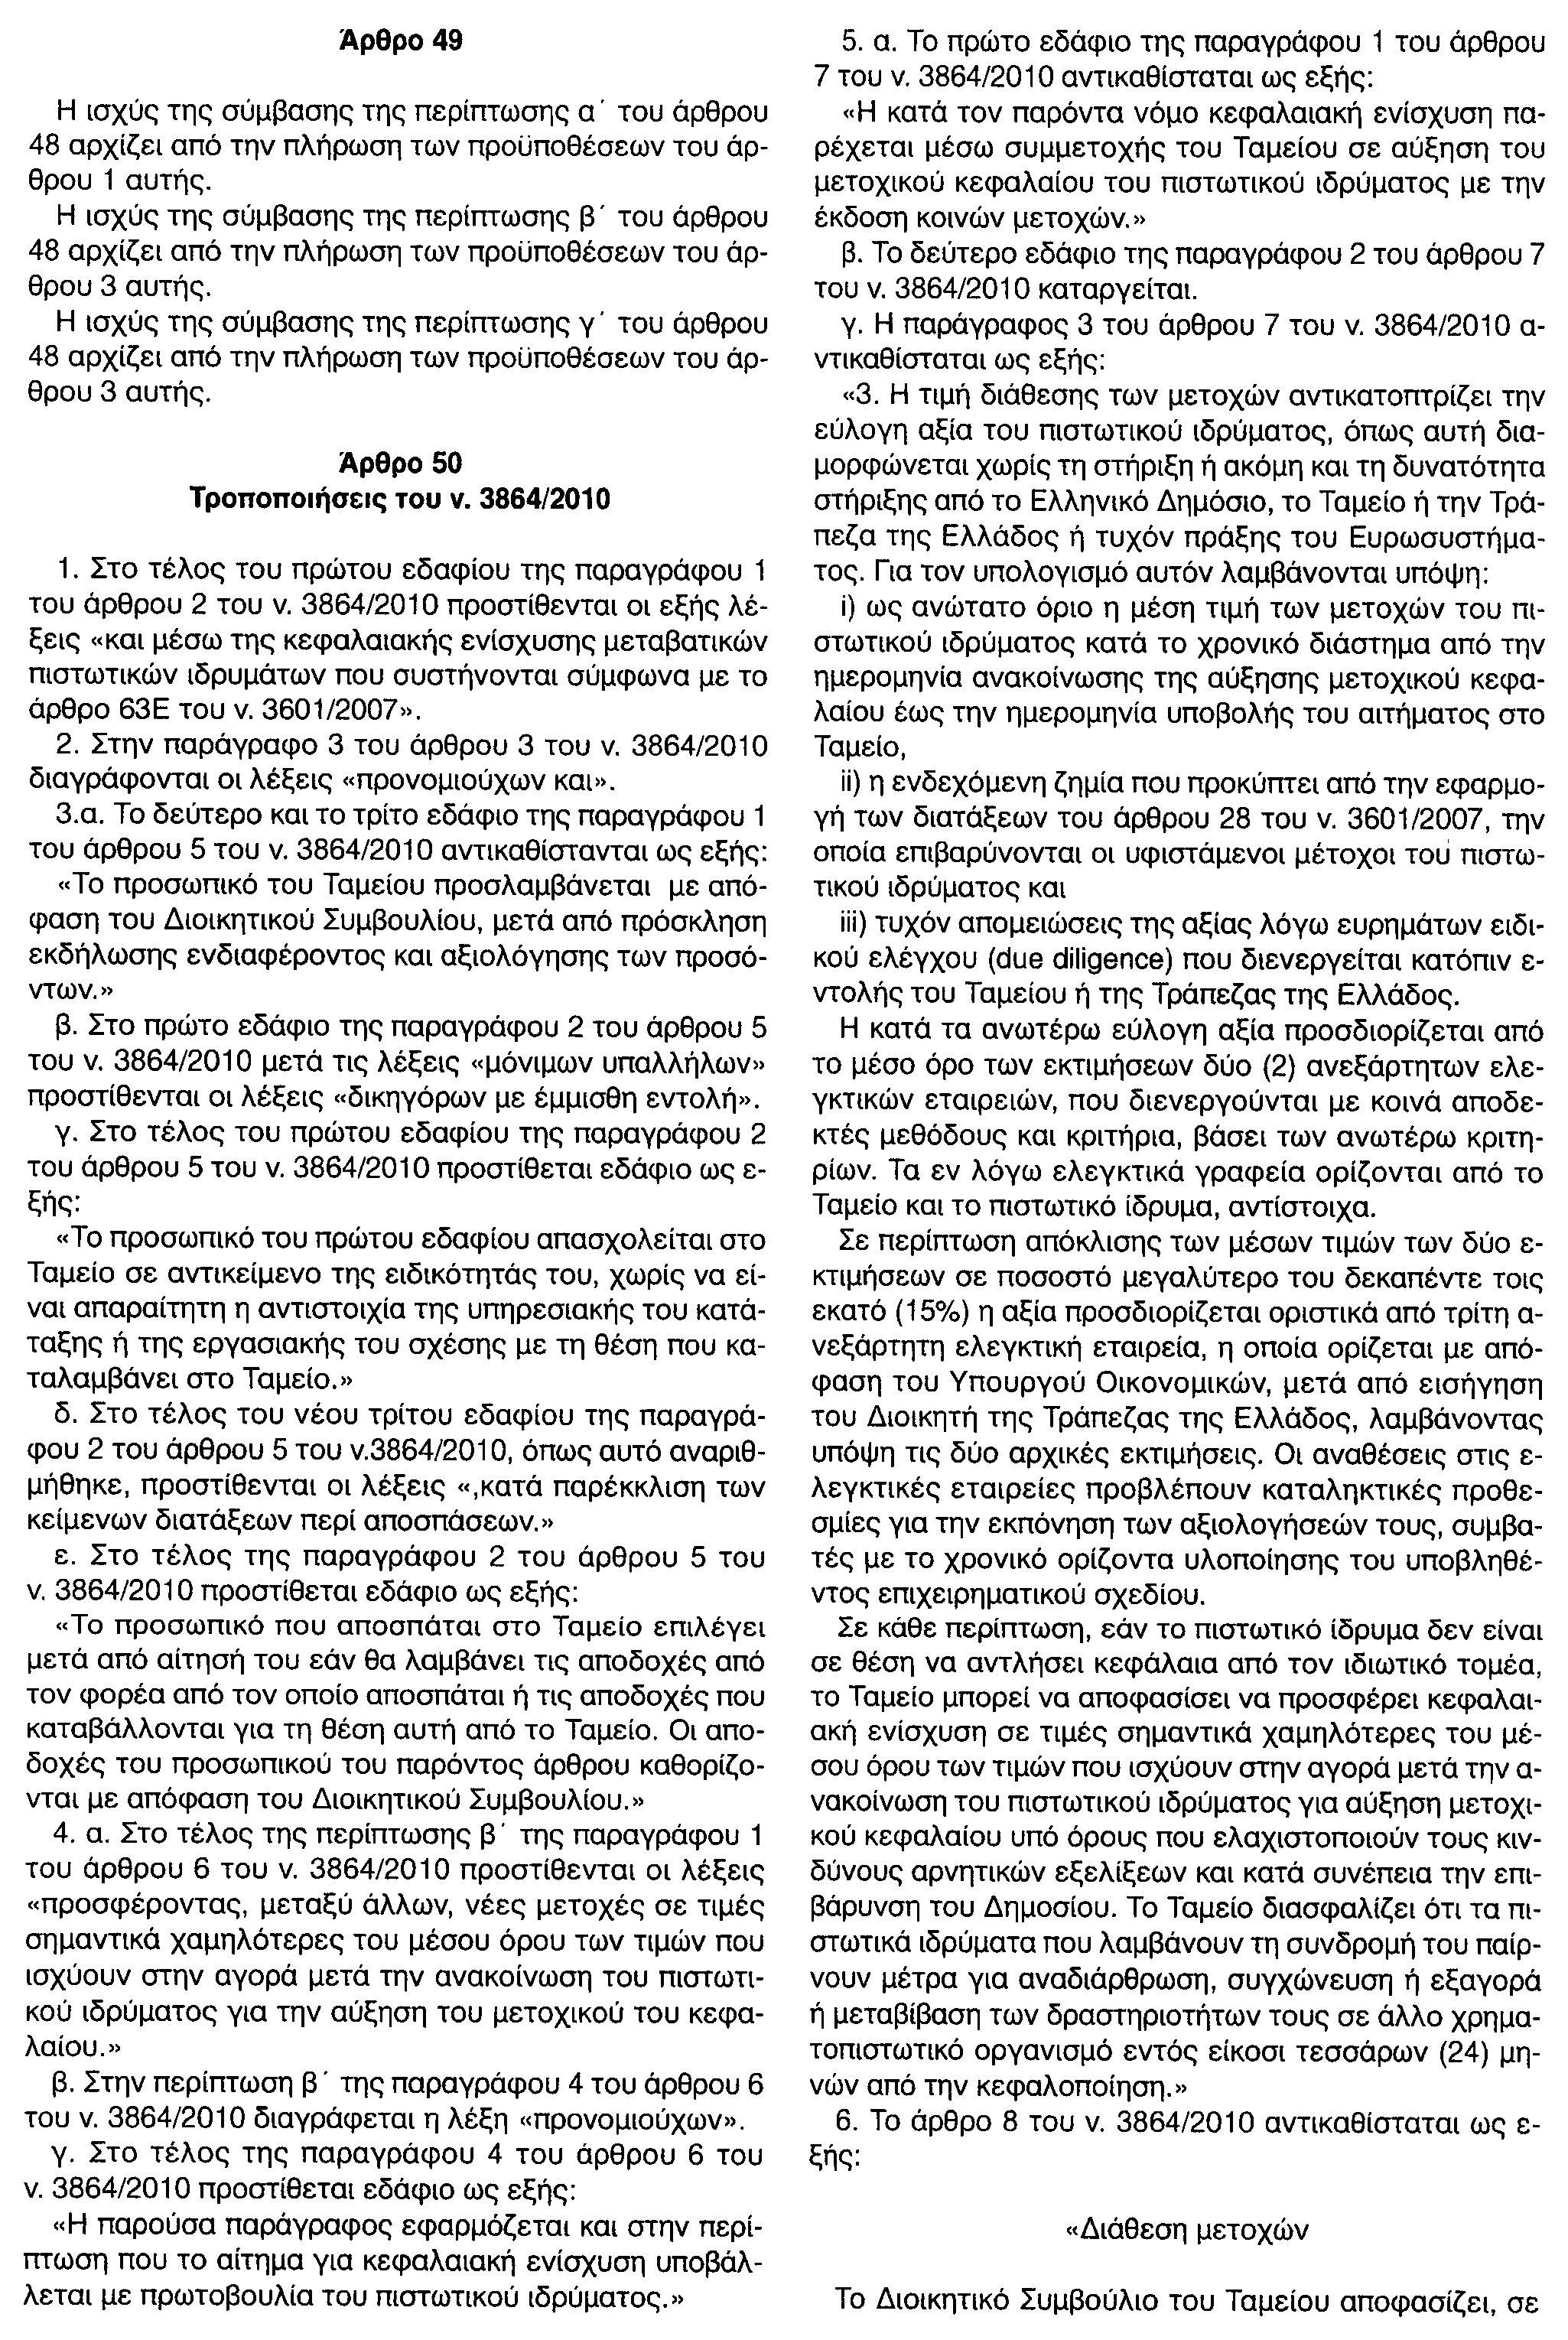 Άρθρο 49
Η ισχύς της σύμβασης της περίπτωσης α΄ του άρθρου
48 αρχίζει από την πλήρωση των προϋποθέσεων του άρ-
θρου 1 αυτής.
Η ισχύς της σύμβασης της περίπτωσης β΄ του άρθρου
48 αρχίζει από την πλήρωση των προϋποθέσεων του άρ-
θρου 3 αυτής.
Η ισχύς της σύμβασης της περίπτωσης γ΄ του άρθρου
48 αρχίζει από την πλήρωση των προϋποθέσεων του άρ-
θρου 3 αυτής.
Άρθρο 50
Τροποποιήσεις του ν. 3864/2010
1. Στο τέλος του πρώτου εδαφίου της παραγράφου 1
του άρθρου 2 του ν. 3864/2010 προστίθενται οι εξής λέ-
ξεις «και μέσω της κεφαλαιακής ενίσχυσης μεταβατικών
πιστωτικών ιδρυμάτων που συστήνονται σύμφωνα με το
άρθρο 63Ε του ν. 3601/2007».
2. Στην παράγραφο 3 του άρθρου 3 του ν. 3864/2010
διαγράφονται οι λέξεις «προνομιούχων και».
3.α. Το δεύτερο και το τρίτο εδάφιο της παραγράφου 1
του άρθρου 5 του ν. 3864/2010 αντικαθίστανται ως εξής:
«Το προσωπικό του Ταμείου προσλαμβάνεται με από-
φαση του Διοικητικού Συμβουλίου, μετά από πρόσκληση
εκδήλωσης ενδιαφέροντος και αξιολόγησης των προσό-
ντων.»
β. Στο πρώτο εδάφιο της παραγράφου 2 του άρθρου 5
του ν. 3864/2010 μετά τις λέξεις «μόνιμων υπαλλήλων»
προστίθενται οι λέξεις «δικηγόρων με έμμισθη εντολή».
γ. Στο τέλος του πρώτου εδαφίου της παραγράφου 2
του άρθρου 5 του ν. 3864/2010 προστίθεται εδάφιο ως ε-
ξής:
«Το προσωπικό του πρώτου εδαφίου απασχολείται στο
Ταμείο σε αντικείμενο της ειδικότητάς του, χωρίς να εί-
ναι απαραίτητη η αντιστοιχία της υπηρεσιακής του κατά-
ταξης ή της εργασιακής του σχέσης με τη θέση που κα-
ταλαμβάνει στο Ταμείο.»
δ. Στο τέλος του νέου τρίτου εδαφίου της παραγρά-
φου 2 του άρθρου 5 του ν.3864/2010, όπως αυτό αναριθ-
μήθηκε, προστίθενται οι λέξεις «,κατά παρέκκλιση των
κείμενων διατάξεων περί αποσπάσεων.»
ε. Στο τέλος της παραγράφου 2 του άρθρου 5 του
ν. 3864/2010 προστίθεται εδάφιο ως εξής:
«Το προσωπικό που αποσπάται στο Ταμείο επιλέγει
μετά από αίτησή του εάν θα λαμβάνει τις αποδοχές από
τον φορέα από τον οποίο αποσπάται ή τις αποδοχές που
καταβάλλονται για τη θέση αυτή από το Ταμείο. Οι απο-
δοχές του προσωπικού του παρόντος άρθρου καθορίζο-
νται με απόφαση του Διοικητικού Συμβουλίου.»
4. α. Στο τέλος της περίπτωσης β΄ της παραγράφου 1
του άρθρου 6 του ν. 3864/2010 προστίθενται οι λέξεις
«προσφέροντας, μεταξύ άλλων, νέες μετοχές σε τιμές
σημαντικά χαμηλότερες του μέσου όρου των τιμών που
ισχύουν στην αγορά μετά την ανακοίνωση του πιστωτι-
κού ιδρύματος για την αύξηση του μετοχικού του κεφα-
λαίου.»
β. Στην περίπτωση β΄ της παραγράφου 4 του άρθρου 6
του ν. 3864/2010 διαγράφεται η λέξη «προνομιούχων».
γ. Στο τέλος της παραγράφου 4 του άρθρου 6 του
ν. 3864/2010 προστίθεται εδάφιο ως εξής:
«Η παρούσα παράγραφος εφαρμόζεται και στην περί-
πτωση που το αίτημα για κεφαλαιακή ενίσχυση υποβάλ-
λεται με πρωτοβουλία του πιστωτικού ιδρύματος.»
5. α. Το πρώτο εδάφιο της παραγράφου 1 του άρθρου
7 του ν. 3864/2010 αντικαθίσταται ως εξής:
«Η κατά τον παρόντα νόμο κεφαλαιακή ενίσχυση πα-
ρέχεται μέσω συμμετοχής του Ταμείου σε αύξηση του
μετοχικού κεφαλαίου του πιστωτικού ιδρύματος με την
έκδοση κοινών μετοχών.»
β. Το δεύτερο εδάφιο της παραγράφου 2 του άρθρου 7
του ν. 3864/2010 καταργείται.
γ. Η παράγραφος 3 του άρθρου 7 του ν. 3864/2010 α-
ντικαθίσταται ως εξής:
«3. Η τιμή διάθεσης των μετοχών αντικατοπτρίζει την
εύλογη αξία του πιστωτικού ιδρύματος, όπως αυτή δια-
μορφώνεται χωρίς τη στήριξη ή ακόμη και τη δυνατότητα
στήριξης από το Ελληνικό Δημόσιο, το Ταμείο ή την Τρά-
πεζα της Ελλάδος ή τυχόν πράξης του Ευρωσυστήμα-
τος. Για τον υπολογισμό αυτόν λαμβάνονται υπόψη:
i) ως ανώτατο όριο η μέση τιμή των μετοχών του πι-
στωτικού ιδρύματος κατά το χρονικό διάστημα από την
ημερομηνία ανακοίνωσης της αύξησης μετοχικού κεφα-
λαίου έως την ημερομηνία υποβολής του αιτήματος στο
Ταμείο,
ii) η ενδεχόμενη ζημία που προκύπτει από την εφαρμο-
γή των διατάξεων του άρθρου 28 του ν. 3601/2007, την
οποία επιβαρύνονται οι υφιστάμενοι μέτοχοι του πιστω-
τικού ιδρύματος και
iii) τυχόν απομειώσεις της αξίας λόγω ευρημάτων ειδι-
κού ελέγχου (due diligence) που διενεργείται κατόπιν ε-
ντολής του Ταμείου ή της Τράπεζας της Ελλάδος.
Η κατά τα ανωτέρω εύλογη αξία προσδιορίζεται από
το μέσο όρο των εκτιμήσεων δύο (2) ανεξάρτητων ελε-
γκτικών εταιρειών, που διενεργούνται με κοινά αποδε-
κτές μεθόδους και κριτήρια, βάσει των ανωτέρω κριτη-
ρίων. Τα εν λόγω ελεγκτικά γραφεία ορίζονται από το
Ταμείο και το πιστωτικό ίδρυμα, αντίστοιχα.
Σε περίπτωση απόκλισης των μέσων τιμών των δύο ε-
κτιμήσεων σε ποσοστό μεγαλύτερο του δεκαπέντε τοις
εκατό (15%) η αξία προσδιορίζεται οριστικά από τρίτη α-
νεξάρτητη ελεγκτική εταιρεία, η οποία ορίζεται με από-
φαση του Υπουργού Οικονομικών, μετά από εισήγηση
του Διοικητή της Τράπεζας της Ελλάδος, λαμβάνοντας
υπόψη τις δύο αρχικές εκτιμήσεις. Οι αναθέσεις στις ε-
λεγκτικές εταιρείες προβλέπουν καταληκτικές προθε-
σμίες για την εκπόνηση των αξιολογήσεών τους, συμβα-
τές με το χρονικό ορίζοντα υλοποίησης του υποβληθέ-
ντος επιχειρηματικού σχεδίου.
Σε κάθε περίπτωση, εάν το πιστωτικό ίδρυμα δεν είναι
σε θέση να αντλήσει κεφάλαια από τον ιδιωτικό τομέα,
το Ταμείο μπορεί να αποφασίσει να προσφέρει κεφαλαι-
ακή ενίσχυση σε τιμές σημαντικά χαμηλότερες του μέ-
σου όρου των τιμών που ισχύουν στην αγορά μετά την α-
νακοίνωση του πιστωτικού ιδρύματος για αύξηση μετοχι-
κού κεφαλαίου υπό όρους που ελαχιστοποιούν τους κιν-
δύνους αρνητικών εξελίξεων και κατά συνέπεια την επι-
βάρυνση του Δημοσίου. Το Ταμείο διασφαλίζει ότι τα πι-
στωτικά ιδρύματα που λαμβάνουν τη συνδρομή του παίρ-
νουν μέτρα για αναδιάρθρωση, συγχώνευση ή εξαγορά
ή μεταβίβαση των δραστηριοτήτων τους σε άλλο χρημα-
τοπιστωτικό οργανισμό εντός είκοσι τεσσάρων (24) μη-
νών από την κεφαλοποίηση.»
6. Το άρθρο 8 του ν. 3864/2010 αντικαθίσταται ως ε-
ξής:
«Διάθεση μετοχών
Το Διοικητικό Συμβούλιο του Ταμείου αποφασίζει, σε